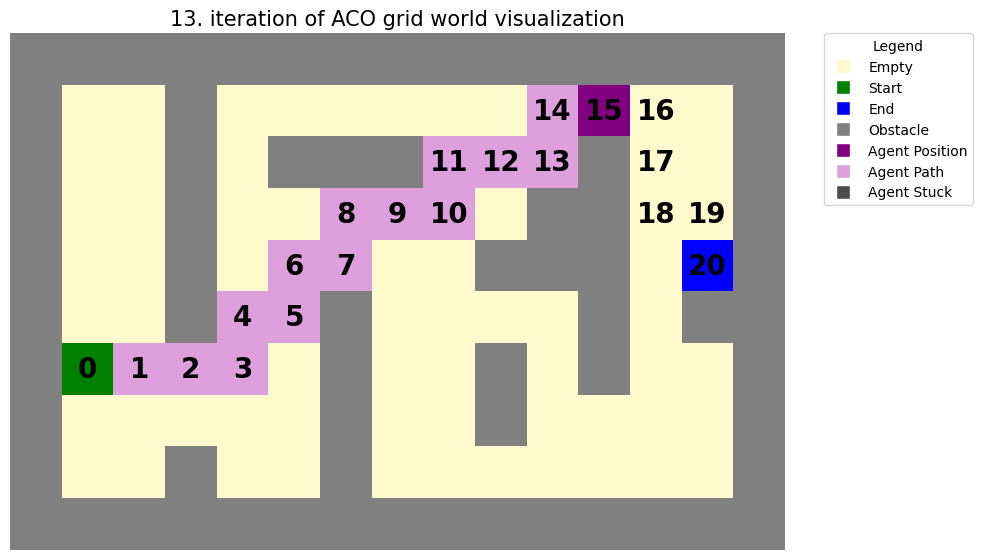 13. iteration of ACO grid world visualization
14 15 16
11 12 13 17
8 9 10 18 19
6 7 20
4 5
0 1 2 3
Legend
Empty
Start
End
Obstacle
Agent Position
Agent Path
Agent Stuck